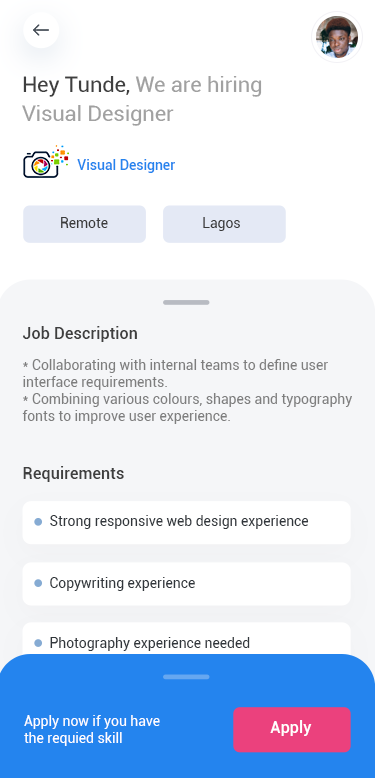 Hey Tunde, We are hiring
Visual Designer
Visual Designer
Remote
Lagos
Job Description
* Collaborating with internal teams to define user
interface requirements.
* Combining various colours, shapes and typography
fonts to improve user experience.
Requirements
Strong responsive web design experience
Copywriting experience
Photography experience needed
Apply now if you have
the requied skill
Apply